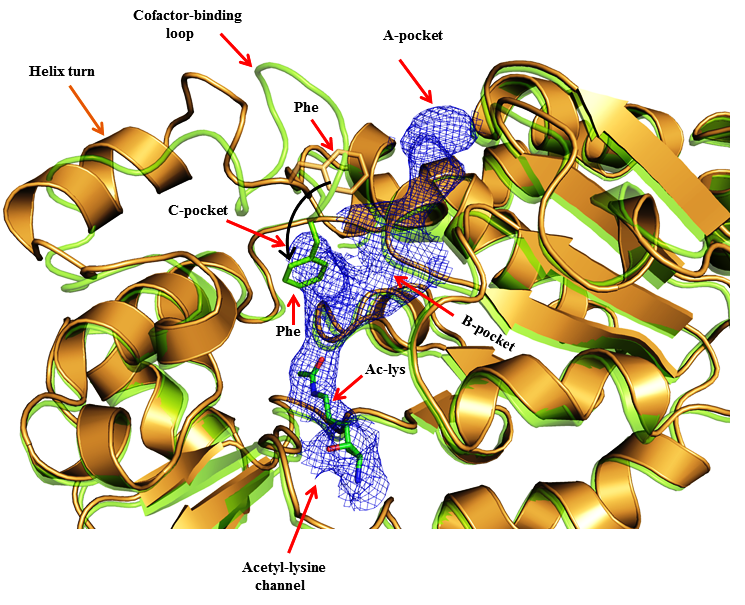 Cofactor-binding
loop
A-pocket
Helix turn
Phe
C-pocket
Phe
B-pocket
Ac-lys
Acetyl-lysine
channel